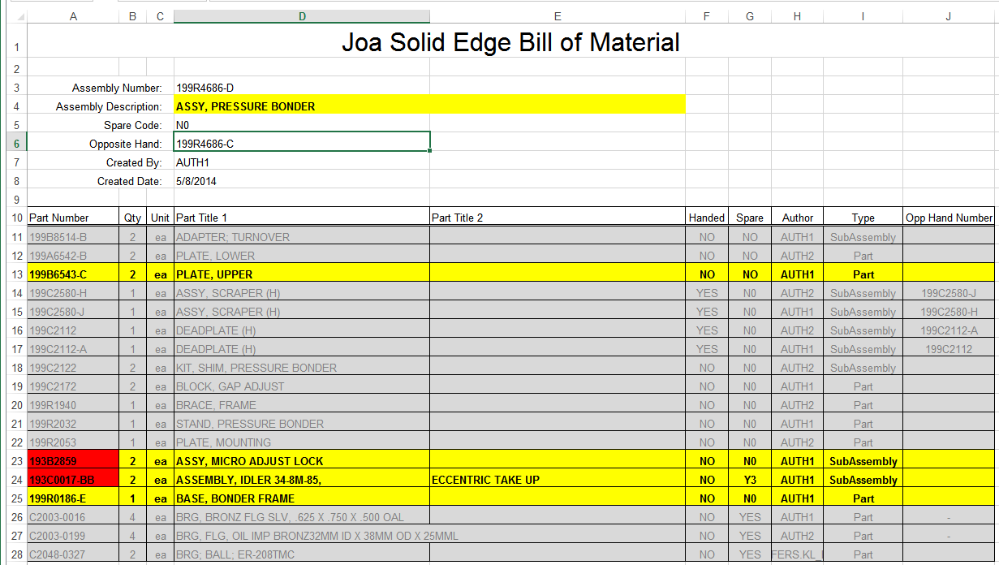 A B C D E F G H I J
1 Joa Solid Edge Bill of Material
2
3 Assembly Number: 199R4686-D
4 Assembly Description: ASSY, PRESSURE BONDER
5 Spare Code: N0
6 Opposite Hand: 199R4686-C
7 Created By: AUTH1
8 Created Date: 5/8/2014
9
10 Part Number Qty Unit Part Title 1 Part Title 2 Handed Spare Author Type Opp Hand Number
11 199B8514-B 2 ea ADAPTER; TURNOVER NO NO AUTH1 SubAssembly
12 199A6542-B 2 ea PLATE, LOWER NO NO AUTH2 Part
13 199B6543-C 2 ea PLATE, UPPER NO NO AUTH1 Part
14 199C2580-H 1 ea ASSY, SCRAPER (H) YES N0 AUTH2 SubAssembly 199C2580-J
15 199C2580-J 1 ea ASSY, SCRAPER (H) YES N0 AUTH1 SubAssembly 199C2580-H
16 199C2112 1 ea DEADPLATE (H) YES N0 AUTH2 SubAssembly 199C2112-A
17 199C2112-A 1 ea DEADPLATE (H) YES N0 AUTH1 SubAssembly 199C2112
18 199C2122 2 ea KIT, SHIM, PRESSURE BONDER NO N0 AUTH2 SubAssembly
19 199C2172 2 ea BLOCK, GAP ADJUST NO N0 AUTH1 Part
20 199R1940 1 ea BRACE, FRAME NO N0 AUTH2 Part
21 199R2032 1 ea STAND, PRESSURE BONDER NO N0 AUTH1 Part
22 199R2053 1 ea PLATE, MOUNTING NO N0 AUTH2 Part
23 193B2859 2 ea ASSY, MICRO ADJUST LOCK NO N0 AUTH1 SubAssembly
24 193C0017-BB 2 ea ASSEMBLY, IDLER 34-8M-85, ECCENTRIC TAKE UP NO Y3 AUTH1 SubAssembly
25 199R0186-E 1 ea BASE, BONDER FRAME NO N0 AUTH1 Part
26 C2003-0016 4 ea BRG, BRONZ FLG SLV, .625 X .750 X .500 OAL NO YES AUTH1 Part -
27 C2003-0199 4 ea BRG, FLG, OIL IMP BRONZ32MM ID X 38MM OD X 25MML NO YES AUTH2 Part -
28 C2048-0327 2 ea BRG; BALL; ER-208TMC NO YES FERS.KL_ Part